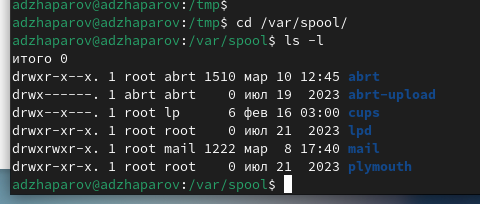 adzhaparov@adzhaparov:/tmp$
adzhaparov@adzhaparov:/tmp$ cd /var/spool/
adzhaparov@adzhaparov:/var/spool$ ls -l
итого 0
drwxr-x--x. 1 root abrt 1510 мар 10 12:45 abrt
drwx------. 1 abrt abrt    0 июл 19  2023 abrt-upload
drwx--x---. 1 root lp      6 фев 16 03:00 cups
drwxr-xr-x. 1 root root    0 июл 21  2023 lpd
drwxrwxr-x. 1 root mail 1222 мар  8 17:40 mail
drwxr-xr-x. 1 root root    0 июл 21  2023 plymouth
adzhaparov@adzhaparov:/var/spool$